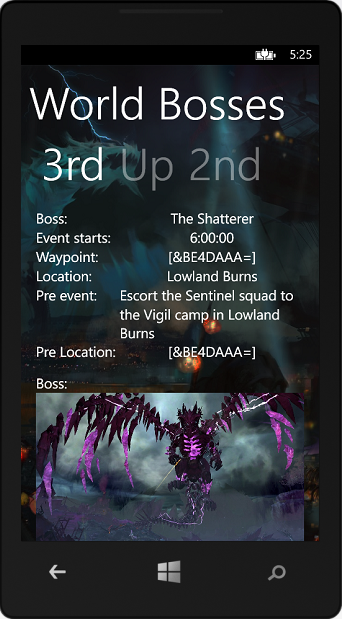 5:25
World Bosses
3rd Up 2nd
Boss: The Shatterer
Event starts: 6:00:00
Waypoint: [&BE4DAAA=]
Location: Lowland Burns
Pre event: Escort the Sentinel squad to
the Vigil camp in Lowland
Burns
Pre Location: [&BE4DAAA=]
Boss: